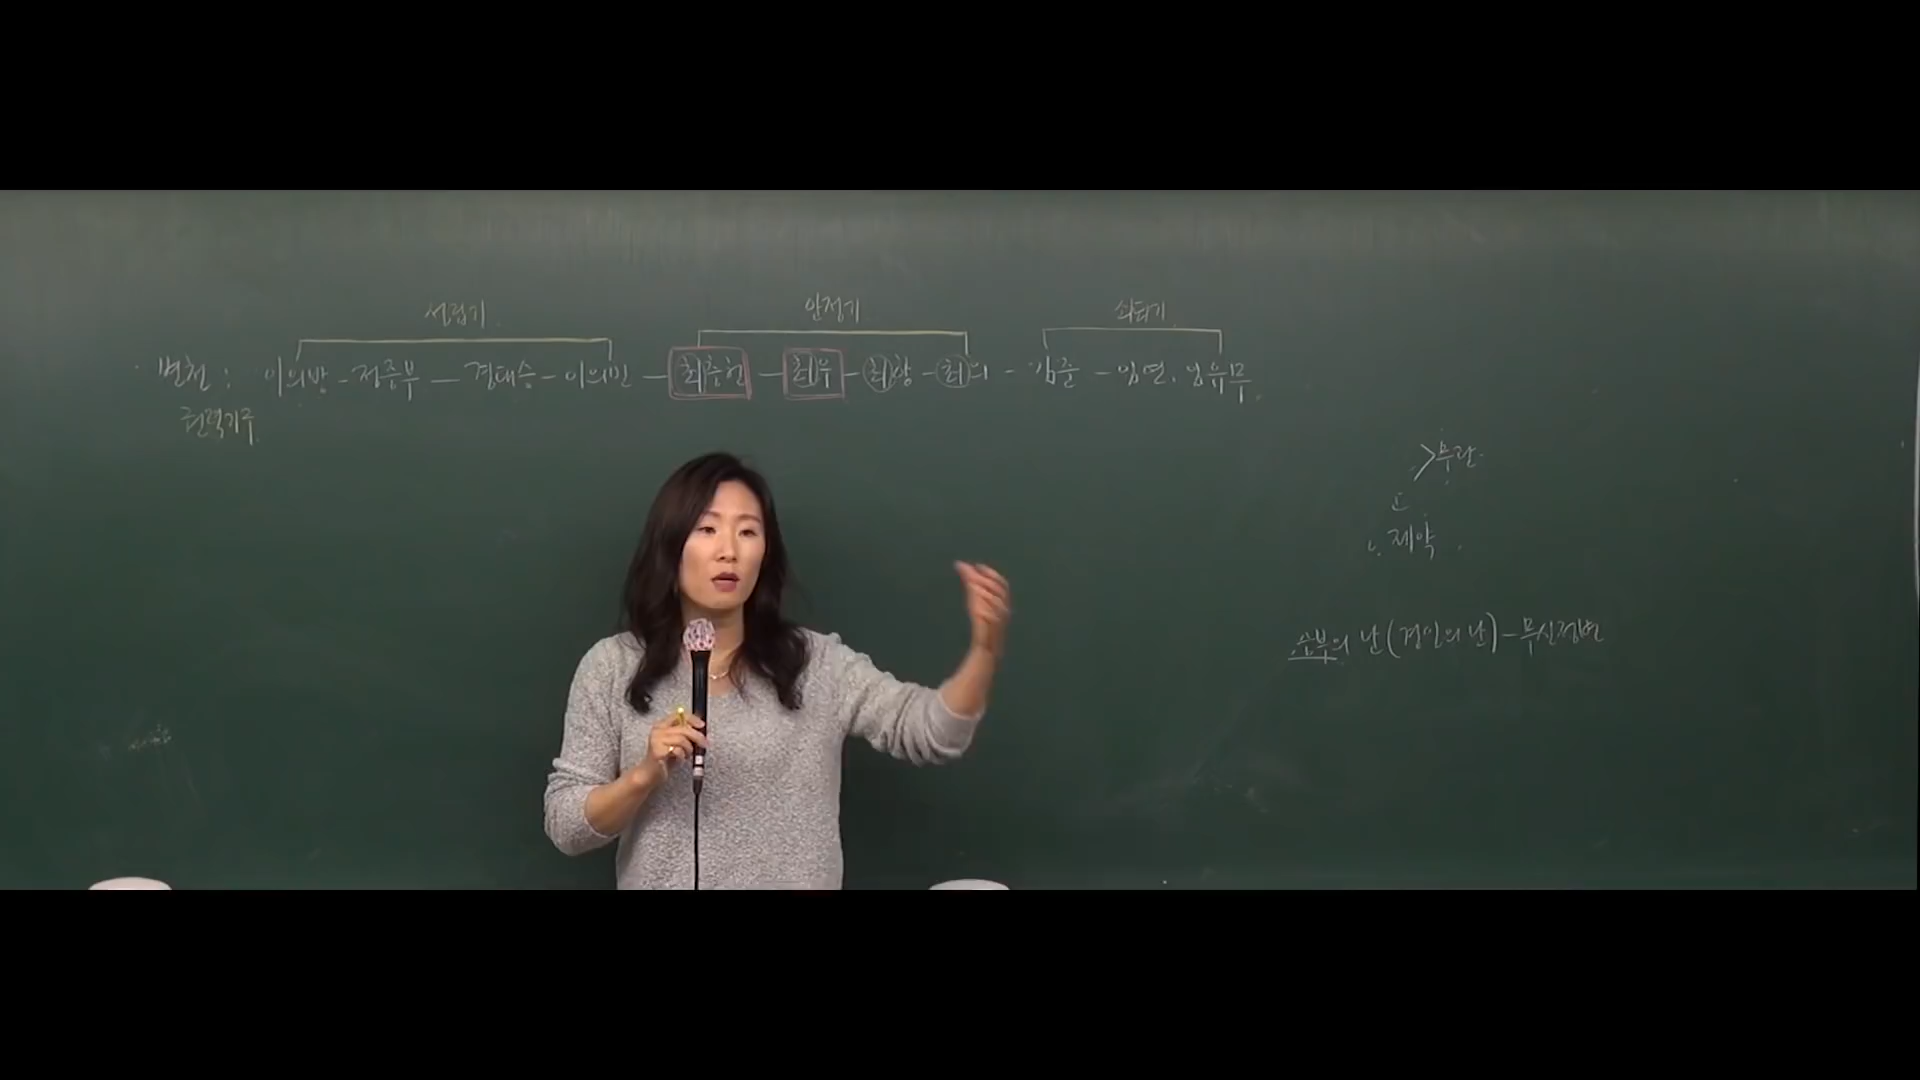 성립기 안정기 쇠퇴기
변천 : 이의방 - 정중부 - 경대승 - 이의민 - 최충헌 - 최우 - 최항 - 최의 - 김준 - 임연, 임유무
권력기구
>무관
제약
의 난 (경인의 난) - 무신정변